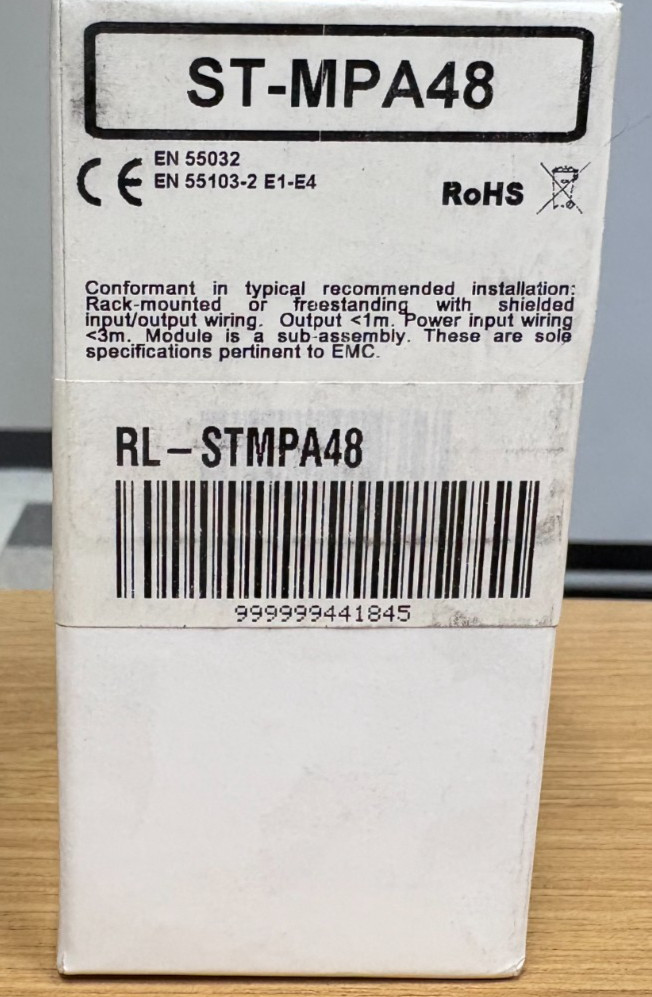 ST-MPA48
CE EN 55032
EN 55103-2 E1-E4
RoHS
Conformant in typical recommended installation:
Rack-mounted or freestanding with shielded
input/output wiring. Output <1m. Power input wiring
<3m. Module is a sub-assembly. These are sole
specifications pertinent to EMC.
RL-STMPA48
999999441845